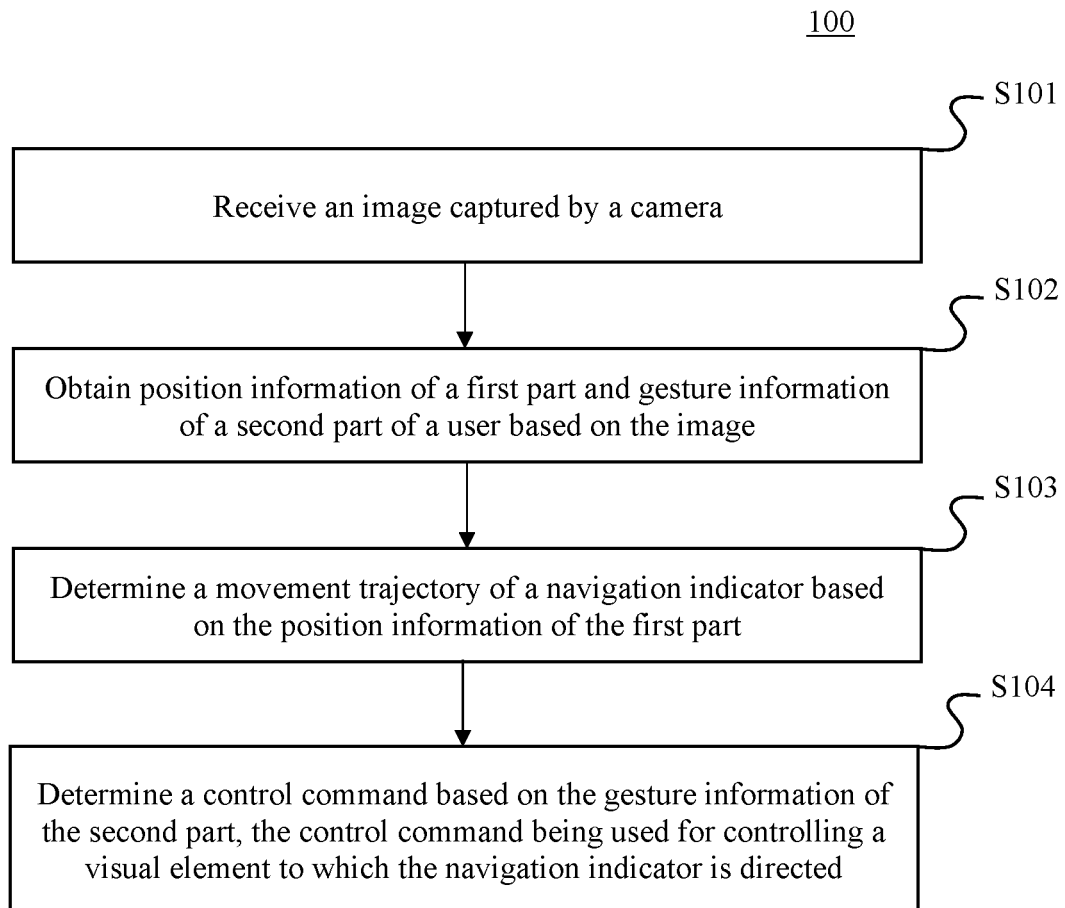 100
S101
Receive an image captured by a camera
S102
Obtain position information of a first part and gesture information
of a second part of a user based on the image
S103
Determine a movement trajectory of a navigation indicator based
on the position information of the first part
S104
Determine a control command based on the gesture information of
the second part, the control command being used for controlling a
visual element to which the navigation indicator is directed